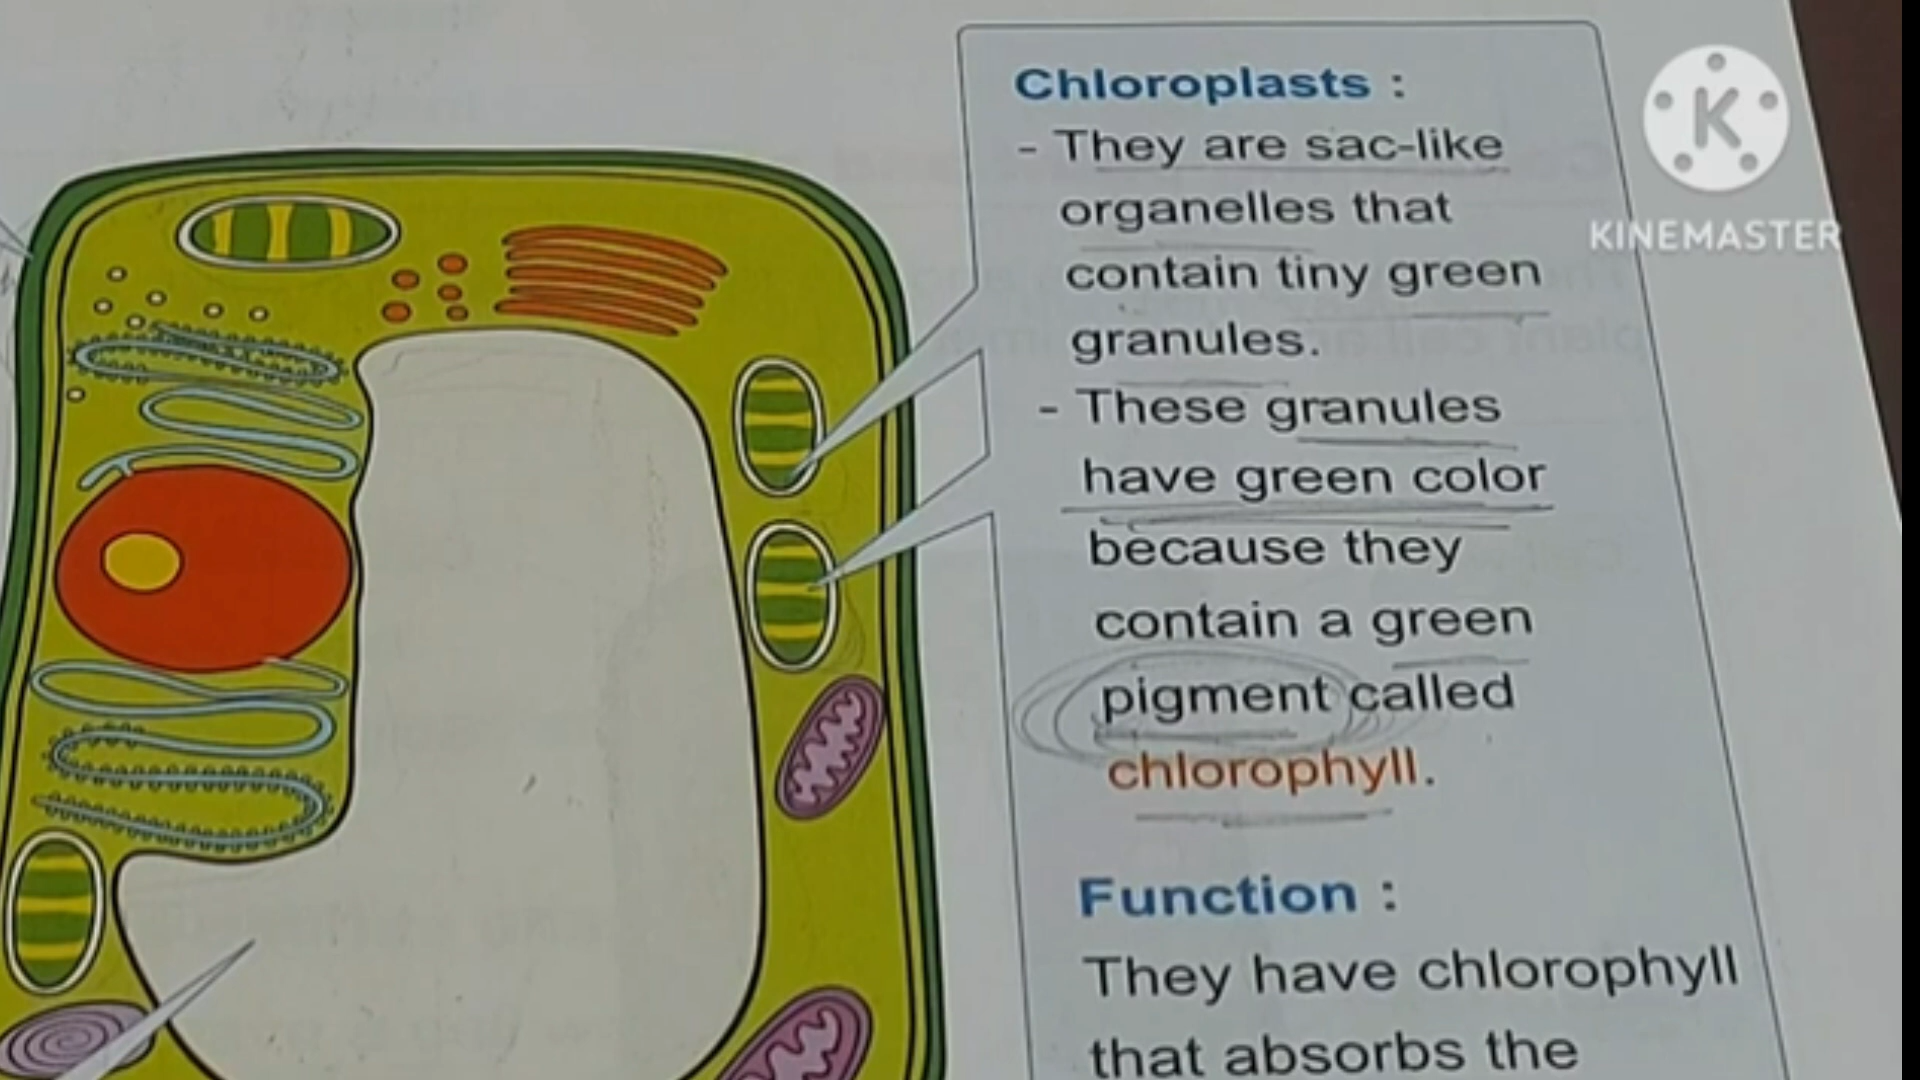 Chloroplasts :
- They are sac-like
organelles that
contain tiny green
granules.
- These granules
have green color
because they
contain a green
pigment called
chlorophyll.
Function :
They have chlorophyll
that absorbs the
K
KINEMASTER